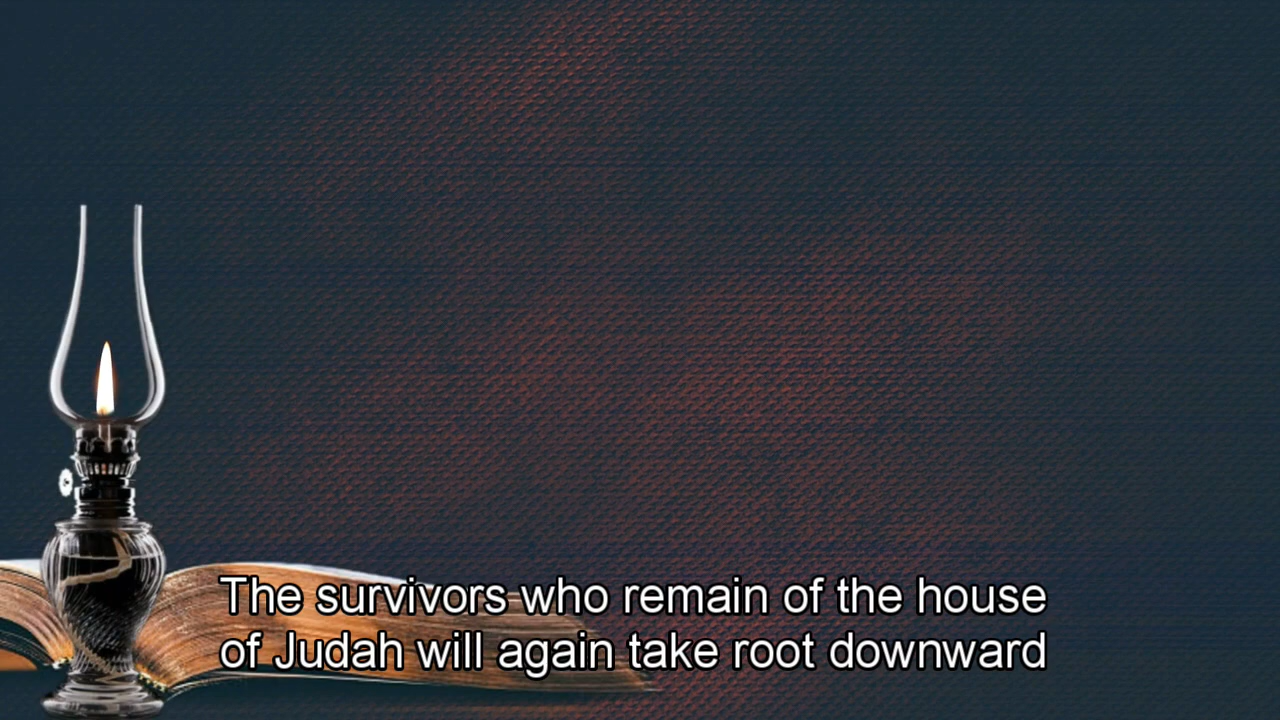 The survivors who remain of the house
of Judah will again take root downward